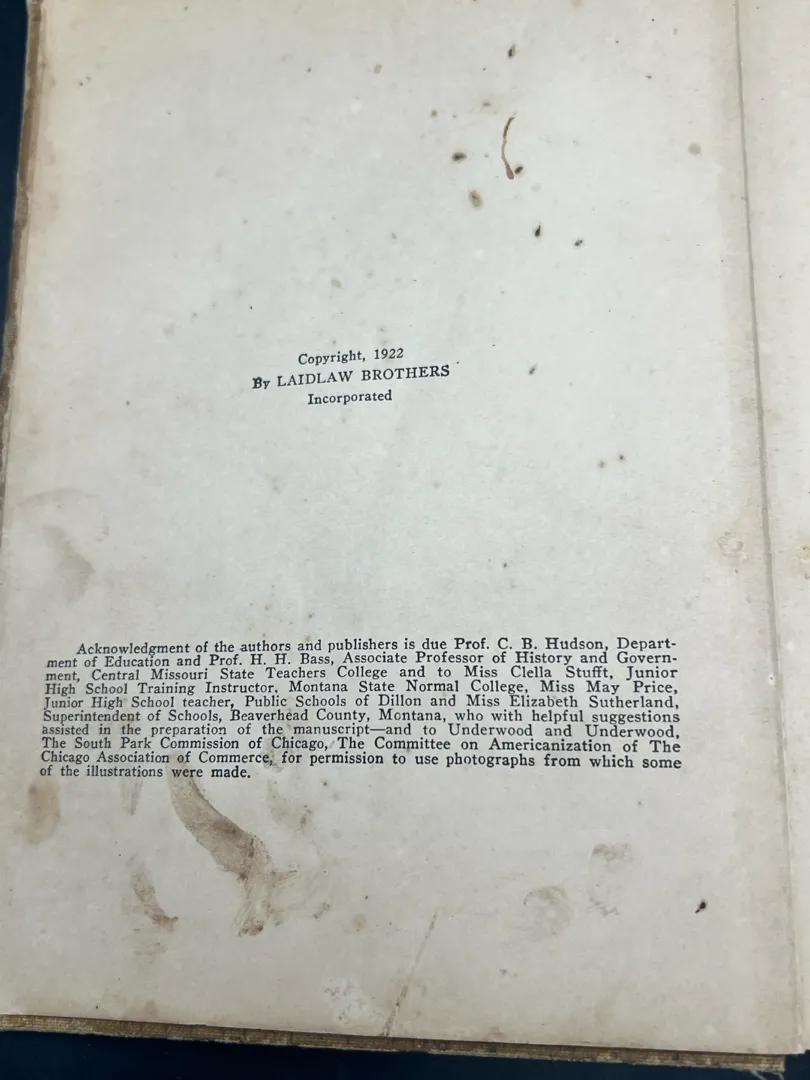 Copyright, 1922
By LAIDLAW BROTHERS
Incorporated
Acknowledgment of the authors and publishers is due Prof. C. B. Hudson, Depart-
ment of Education and Prof. H. H. Bass, Associate Professor of History and Govern-
ment, Central Missouri State Teachers College and to Miss Clella Stufft, Junior
High School Training Instructor, Montana State Normal College, Miss May Price,
Junior High School teacher, Public Schools of Dillon and Miss Elizabeth Sutherland,
Superintendent of Schools, Beaverhead County, Montana, who with helpful suggestions
assisted in the preparation of the manuscript—and to Underwood and Underwood,
The South Park Commission of Chicago, The Committee on Americanization of The
Chicago Association of Commerce, for permission to use photographs from which some
of the illustrations were made.